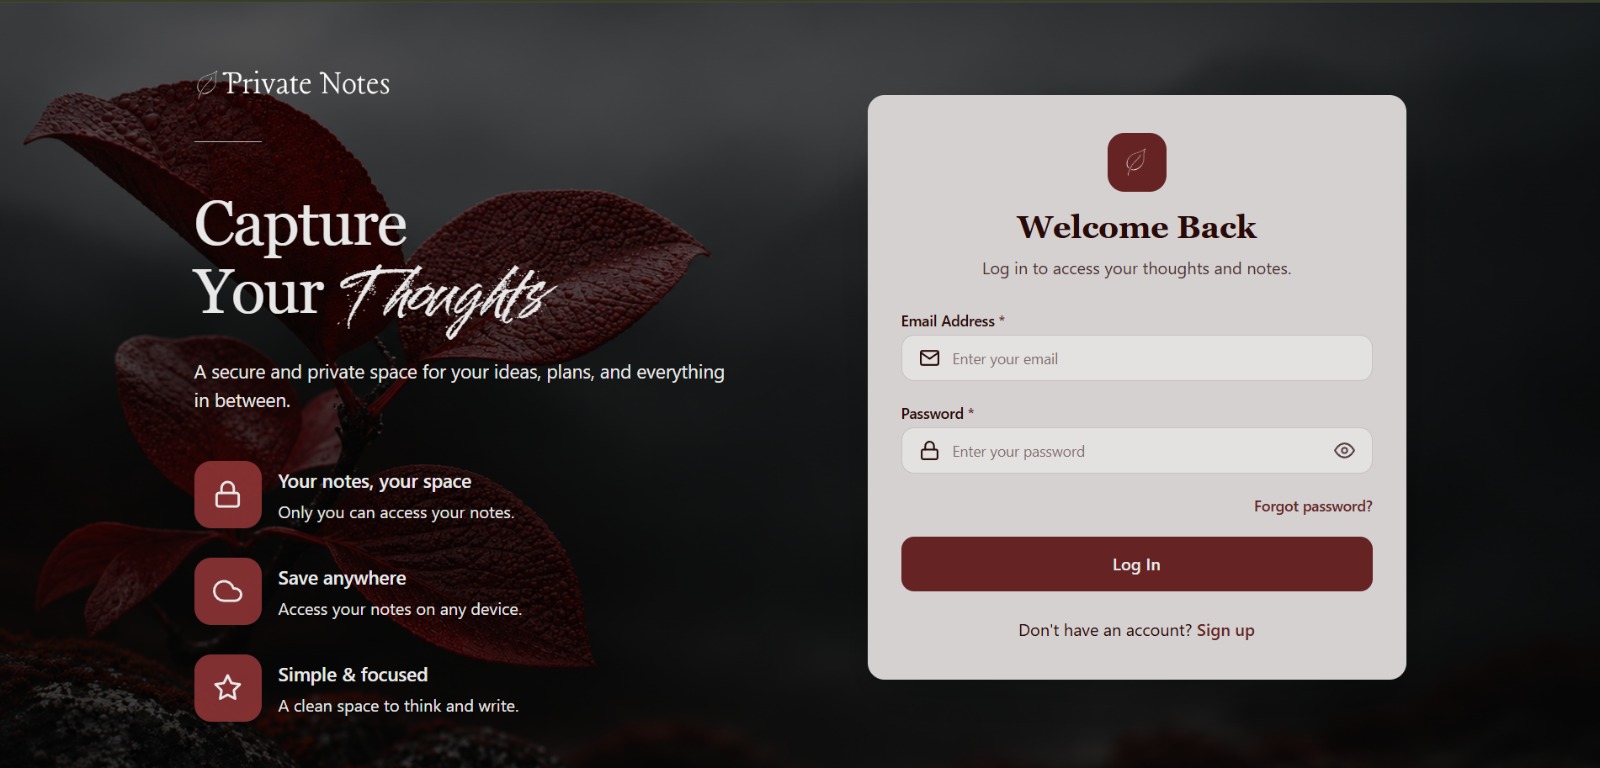 Private Notes
Capture
Your Thoughts
A secure and private space for your ideas, plans, and everything
in between.
Your notes, your space
Only you can access your notes.
Save anywhere
Access your notes on any device.
Simple & focused
A clean space to think and write.
Welcome Back
Log in to access your thoughts and notes.
Email Address *
Enter your email
Password *
Enter your password
Forgot password?
Log In
Don't have an account? Sign up